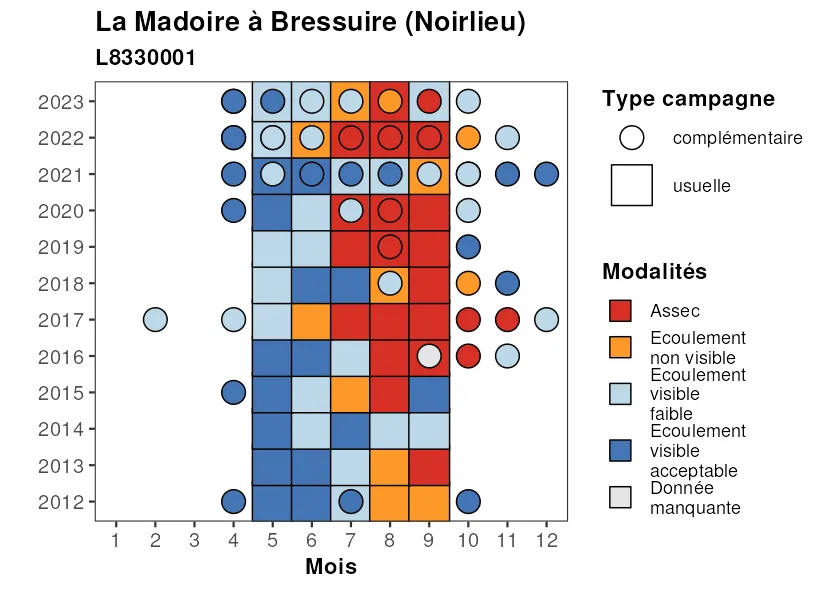 La Madoire à Bressuire (Noirlieu)
L8330001
2023
2022
2021
2020
2019
2018
2017
2016
2015
2014
2013
2012
1 2 3 4 5 6 7 8 9 10 11 12
Mois
Type campagne
complémentaire
usuelle
Modalités
Assec
Ecoulement
non visible
Ecoulement
visible
faible
Ecoulement
visible
acceptable
Donnée
manquante